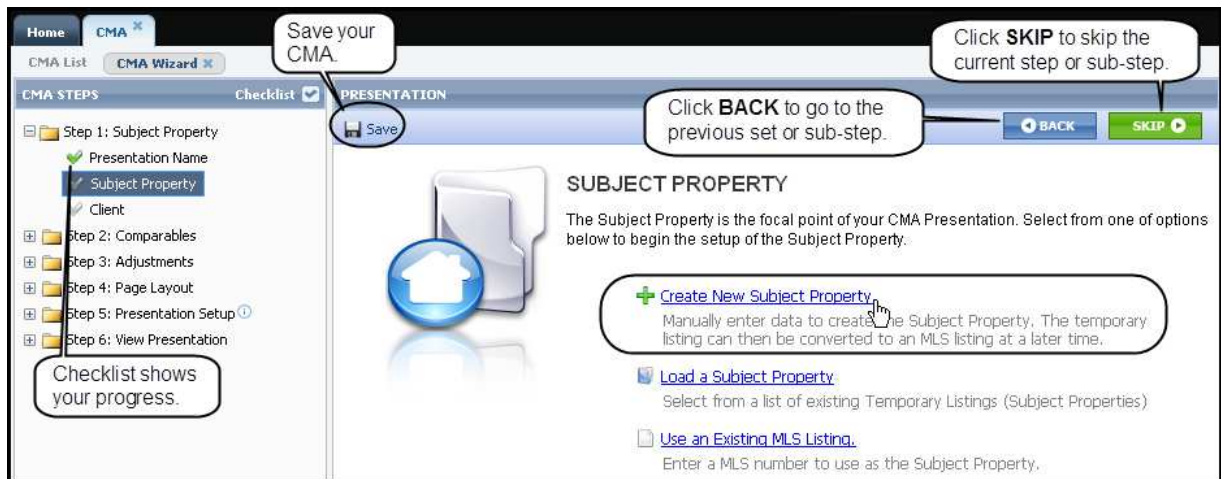 Home
CMA
Save your
CMA.
Click SKIP to skip the
current step or sub-step.
CMA List
CMA Wizard
CMA STEPS
Checklist
PRESENTATION
Click BACK to go to the
previous set or sub-step.
Save
BACK
SKIP
Step 1: Subject Property
Presentation Name
Subject Property
Client
Step 2: Comparables
Step 3: Adjustments
Step 4: Page Layout
Step 5: Presentation Setup
Step 6: View Presentation
Checklist shows
your progress.
SUBJECT PROPERTY
The Subject Property is the focal point of your CMA Presentation. Select from one of options
below to begin the setup of the Subject Property.
Create New Subject Property
Manually enter data to create the Subject Property. The temporary
listing can then be converted to an MLS listing at a later time.
Load a Subject Property
Select from a list of existing Temporary Listings (Subject Properties)
Use an Existing MLS Listing.
Enter a MLS number to use as the Subject Property.